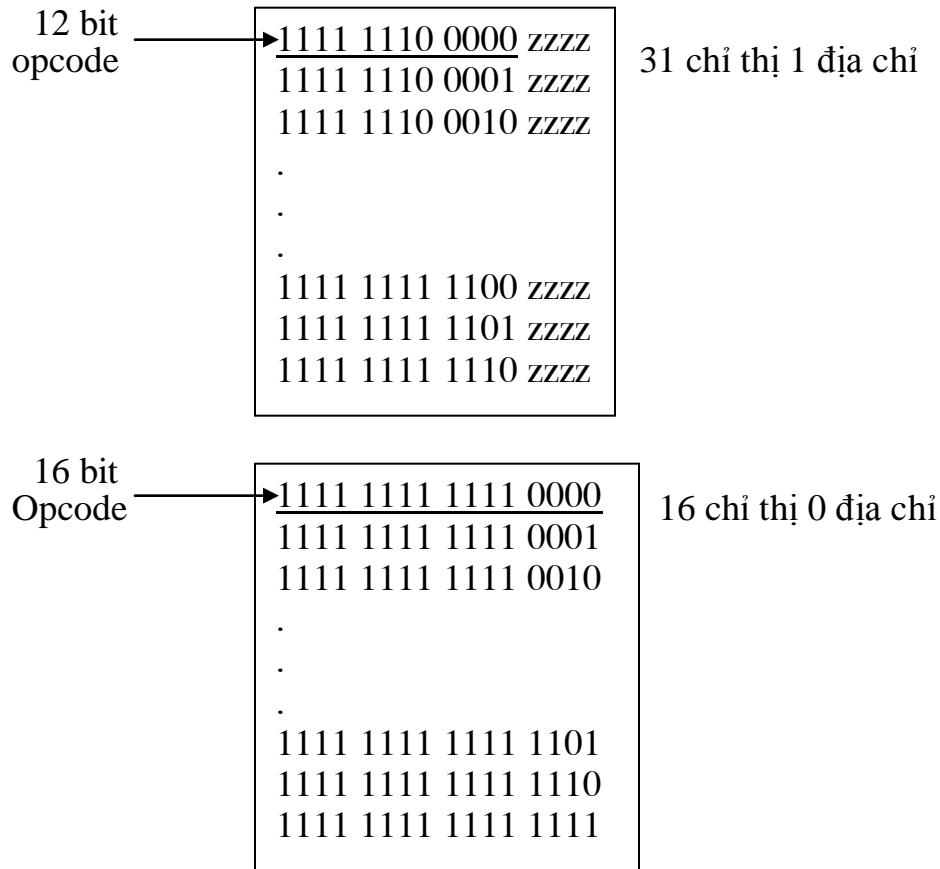 12 bit
opcode
1111 1110 0000 zzzz
1111 1110 0001 zzzz
1111 1110 0010 zzzz
.
.
.
1111 1111 1100 zzzz
1111 1111 1101 zzzz
1111 1111 1110 zzzz
31 chỉ thị 1 địa chỉ
16 bit
Opcode
1111 1111 1111 0000
1111 1111 1111 0001
1111 1111 1111 0010
.
.
.
1111 1111 1111 1101
1111 1111 1111 1110
1111 1111 1111 1111
16 chỉ thị 0 địa chỉ